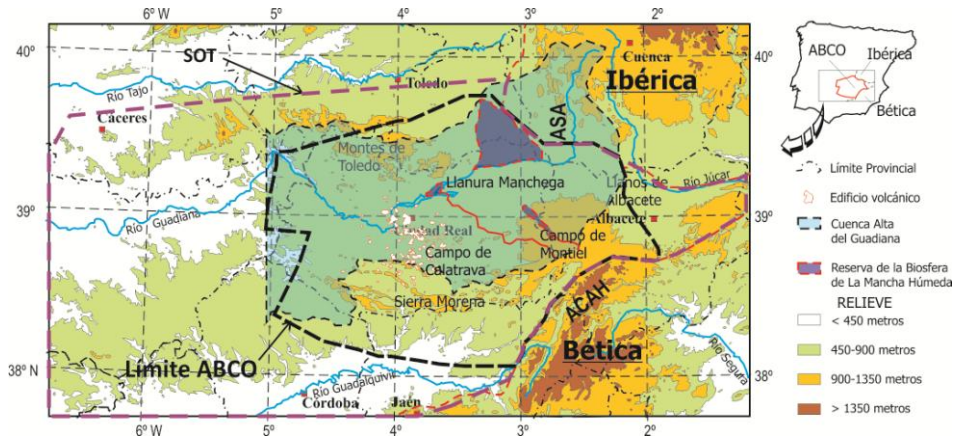 6°W
5°
4°
3°
2°
40°
40°
39°
39°
38° N
38°
6°W
5°
4°
3°
2°
SOT
Río Tajo
Toledo
Cuenca
Ibérica
Cáceres
ASA
Montes de
Toledo
Llanura Manchega
Llanos de
Albacete
Río Júcar
Albacete
Río Guadiana
Ciudad Real
Campo de
Montiel
Campo de
Calatrava
Sierra Morena
ACAH
Límite ABCO
Bética
Río Segura
Río Guadalquivir
Córdoba
Jaén
ABCO
Ibérica
Bética
Límite Provincial
Edificio volcánico
Cuenca Alta
del Guadiana
Reserva de la Biosfera
de La Mancha Húmeda
RELIEVE
< 450 metros
450-900 metros
900-1350 metros
> 1350 metros